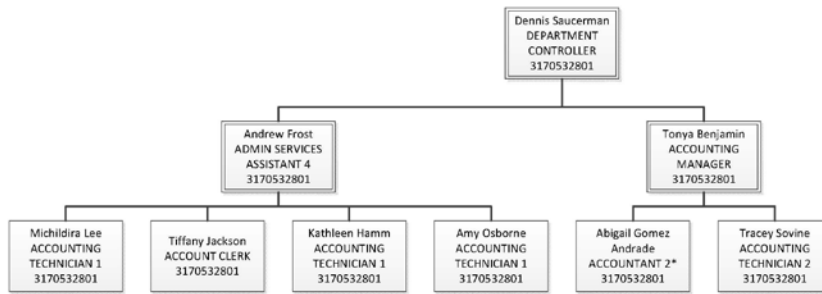 Dennis Saucerman
DEPARTMENT
CONTROLLER
3170532801
Andrew Frost
ADMIN SERVICES
ASSISTANT 4
3170532801
Tonya Benjamin
ACCOUNTING
MANAGER
3170532801
Michildira Lee
ACCOUNTING
TECHNICIAN 1
3170532801
Tiffany Jackson
ACCOUNT CLERK
3170532801
Kathleen Hamm
ACCOUNTING
TECHNICIAN 1
3170532801
Amy Osborne
ACCOUNTING
TECHNICIAN 1
3170532801
Abigail Gomez
Andrade
ACCOUNTANT 2*
3170532801
Tracey Sovine
ACCOUNTING
TECHNICIAN 2
3170532801